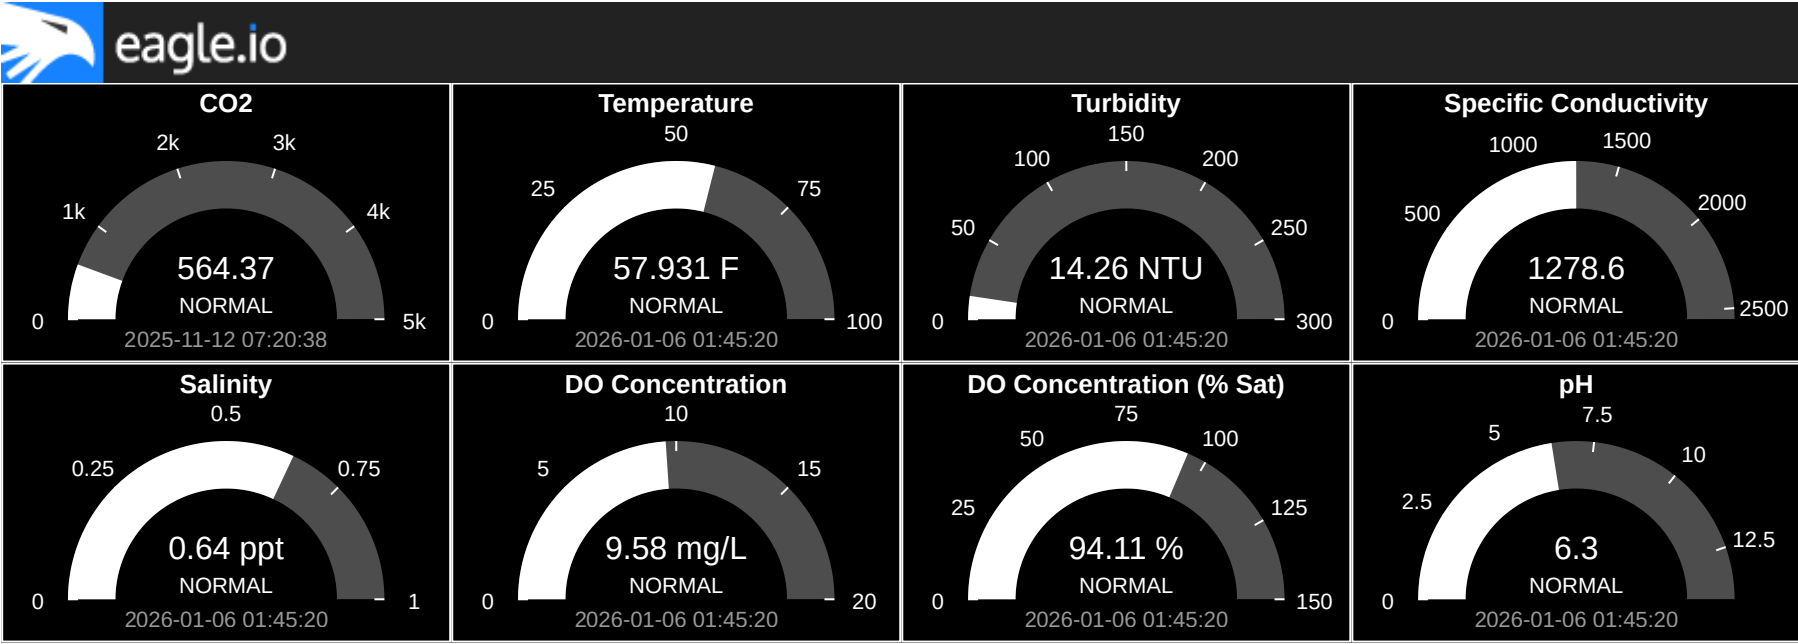 eagle.io
CO2
2k
3k
1k
4k
564.37
NORMAL
0
5k
2025-11-12 07:20:38
Temperature
50
25
75
57.931 F
NORMAL
0
100
2026-01-06 01:45:20
Turbidity
150
100
200
50
250
14.26 NTU
NORMAL
0
300
2026-01-06 01:45:20
Specific Conductivity
1000
1500
500
2000
1278.6
NORMAL
0
2500
2026-01-06 01:45:20
Salinity
0.5
0.25
0.75
0.64 ppt
NORMAL
0
1
2026-01-06 01:45:20
DO Concentration
10
5
15
9.58 mg/L
NORMAL
0
20
2026-01-06 01:45:20
DO Concentration (% Sat)
75
50
100
25
125
94.11 %
NORMAL
0
150
2026-01-06 01:45:20
pH
7.5
5
10
2.5
12.5
6.3
NORMAL
0
2026-01-06 01:45:20